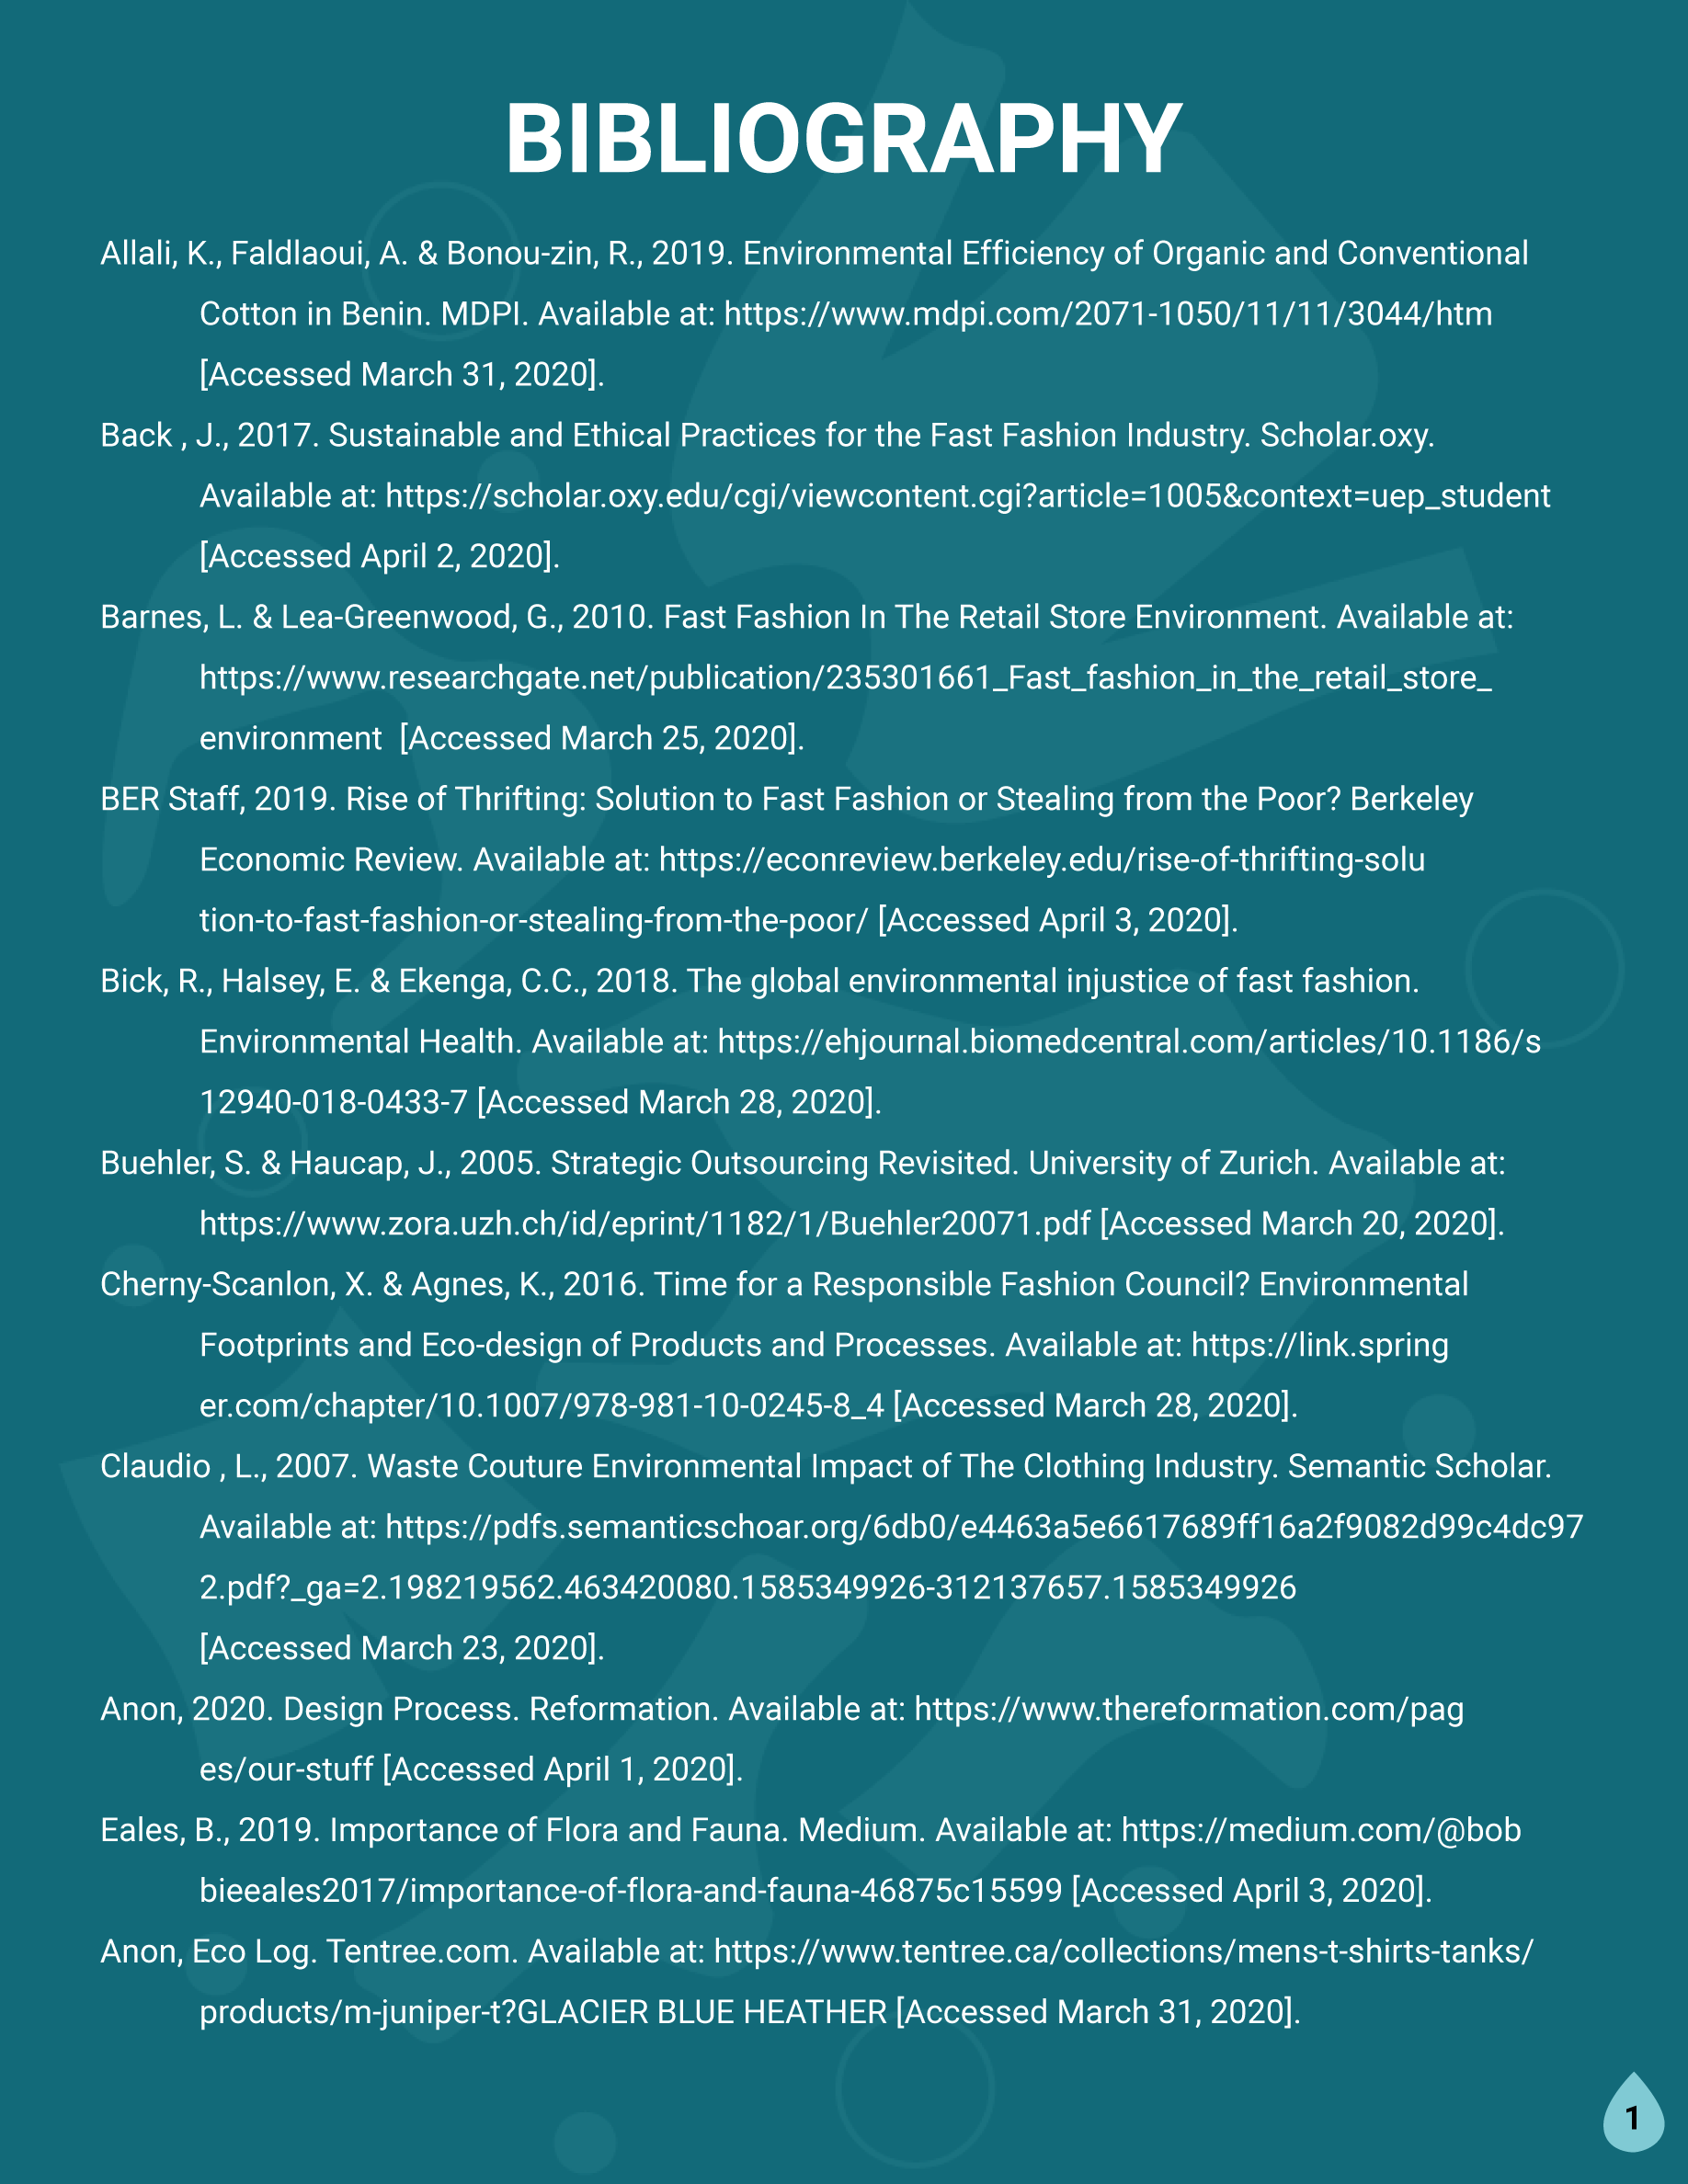 BIBLIOGRAPHY
Allali, K., Faldlaoui, A. & Bonou-zin, R., 2019. Environmental Efficiency of Organic and Conventional
Cotton in Benin. MDPI. Available at: https://www.mdpi.com/2071-1050/11/11/3044/htm
[Accessed March 31, 2020].
Back , J., 2017. Sustainable and Ethical Practices for the Fast Fashion Industry. Scholar.oxy.
Available at: https://scholar.oxy.edu/cgi/viewcontent.cgi?article=1005&context=uep_student
[Accessed April 2, 2020].
Barnes, L. & Lea-Greenwood, G., 2010. Fast Fashion In The Retail Store Environment. Available at:
https://www.researchgate.net/publication/235301661_Fast_fashion_in_the_retail_store_
environment  [Accessed March 25, 2020].
BER Staff, 2019. Rise of Thrifting: Solution to Fast Fashion or Stealing from the Poor? Berkeley
Economic Review. Available at: https://econreview.berkeley.edu/rise-of-thrifting-solu
tion-to-fast-fashion-or-stealing-from-the-poor/ [Accessed April 3, 2020].
Bick, R., Halsey, E. & Ekenga, C.C., 2018. The global environmental injustice of fast fashion.
Environmental Health. Available at: https://ehjournal.biomedcentral.com/articles/10.1186/s
12940-018-0433-7 [Accessed March 28, 2020].
Buehler, S. & Haucap, J., 2005. Strategic Outsourcing Revisited. University of Zurich. Available at:
https://www.zora.uzh.ch/id/eprint/1182/1/Buehler20071.pdf [Accessed March 20, 2020].
Cherny-Scanlon, X. & Agnes, K., 2016. Time for a Responsible Fashion Council? Environmental
Footprints and Eco-design of Products and Processes. Available at: https://link.spring
er.com/chapter/10.1007/978-981-10-0245-8_4 [Accessed March 28, 2020].
Claudio , L., 2007. Waste Couture Environmental Impact of The Clothing Industry. Semantic Scholar.
Available at: https://pdfs.semanticschoar.org/6db0/e4463a5e6617689ff16a2f9082d99c4dc97
2.pdf?_ga=2.198219562.463420080.1585349926-312137657.1585349926
[Accessed March 23, 2020].
Anon, 2020. Design Process. Reformation. Available at: https://www.thereformation.com/pag
es/our-stuff [Accessed April 1, 2020].
Eales, B., 2019. Importance of Flora and Fauna. Medium. Available at: https://medium.com/@bob
bieeales2017/importance-of-flora-and-fauna-46875c15599 [Accessed April 3, 2020].
Anon, Eco Log. Tentree.com. Available at: https://www.tentree.ca/collections/mens-t-shirts-tanks/
products/m-juniper-t?GLACIER BLUE HEATHER [Accessed March 31, 2020].
1